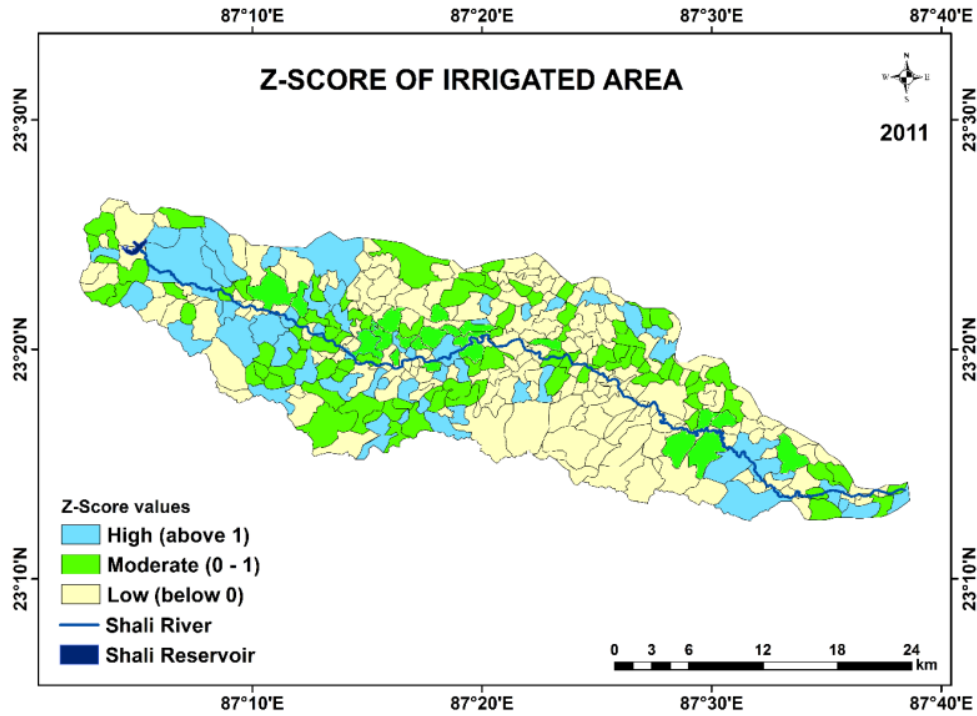 87°10'E 87°20'E 87°30'E 87°40'E
Z-SCORE OF IRRIGATED AREA
N
W E
S
2011
23°30'N 23°30'N
23°20'N 23°20'N
23°10'N 23°10'N
Z-Score values
High (above 1)
Moderate (0 - 1)
Low (below 0)
Shali River
Shali Reservoir
0 3 6 12 18 24
km
87°10'E 87°20'E 87°30'E 87°40'E